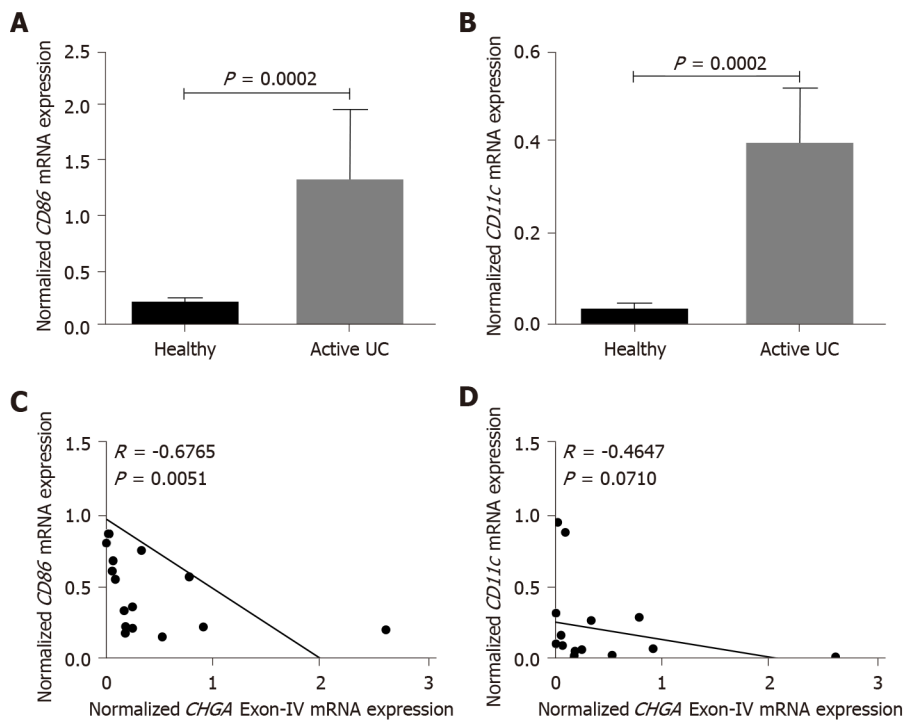 A
Normalized CD86 mRNA expression
2.5
2.0
1.5
1.0
0.5
0.0
P = 0.0002
Healthy
Active UC
B
Normalized CD11c mRNA expression
0.6
0.4
0.2
0.0
P = 0.0002
Healthy
Active UC
C
Normalized CD86 mRNA expression
1.5
1.0
0.5
0.0
R = -0.6765
P = 0.0051
0 1 2 3
Normalized CHGA Exon-IV mRNA expression
D
Normalized CD11c mRNA expression
1.5
1.0
0.5
0.0
R = -0.4647
P = 0.0710
0 1 2 3
Normalized CHGA Exon-IV mRNA expression